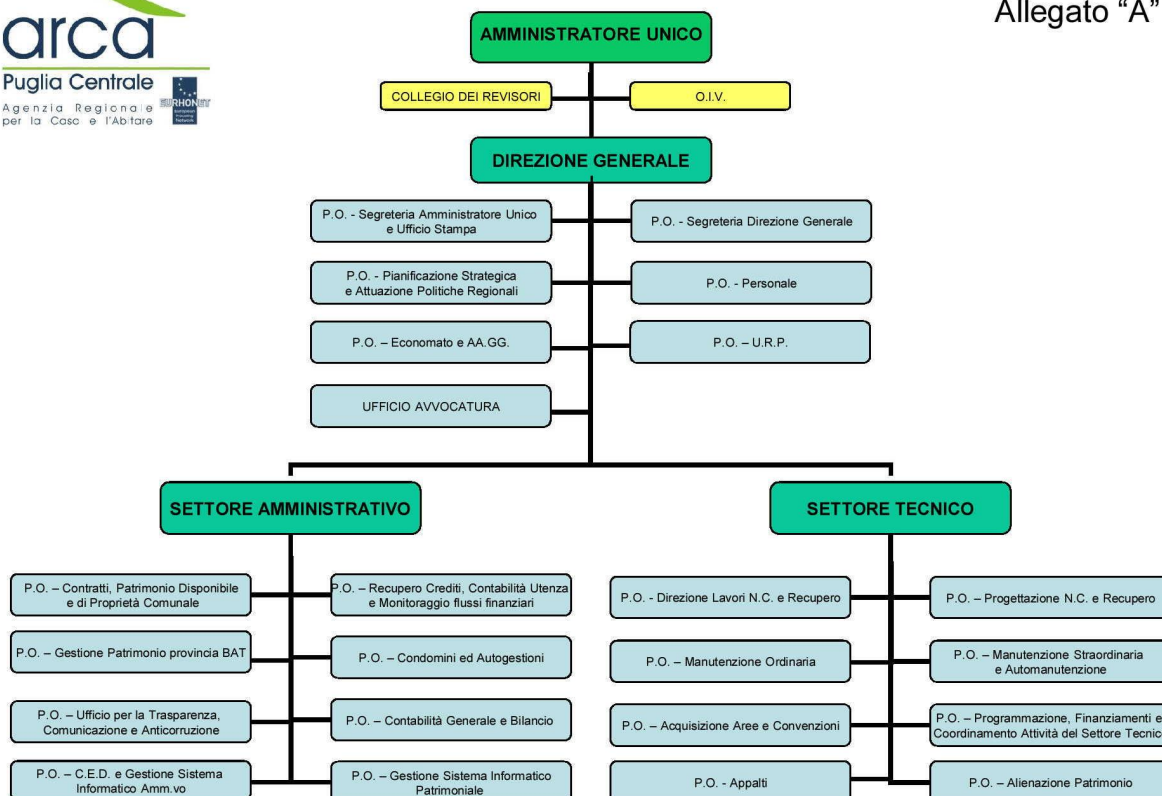 arca
Puglia Centrale
Agenzia Regionale
per la Casa e l'Abitare
EURHONET
Allegato “A”
AMMINISTRATORE UNICO
COLLEGIO DEI REVISORI
O.I.V.
DIREZIONE GENERALE
P.O. - Segreteria Amministratore Unico
e Ufficio Stampa
P.O. - Segreteria Direzione Generale
P.O. - Pianificazione Strategica
e Attuazione Politiche Regionali
P.O. - Personale
P.O. – Economato e AA.GG.
P.O. – U.R.P.
UFFICIO AVVOCATURA
SETTORE AMMINISTRATIVO
SETTORE TECNICO
P.O. – Contratti, Patrimonio Disponibile
e di Proprietà Comunale
P.O. – Recupero Crediti, Contabilità Utenza
e Monitoraggio flussi finanziari
P.O. - Direzione Lavori N.C. e Recupero
P.O. – Progettazione N.C. e Recupero
P.O. – Gestione Patrimonio provincia BAT
P.O. – Condomini ed Autogestioni
P.O. – Manutenzione Ordinaria
P.O. – Manutenzione Straordinaria
e Automanutenzione
P.O. – Ufficio per la Trasparenza,
Comunicazione e Anticorruzione
P.O. – Contabilità Generale e Bilancio
P.O. – Acquisizione Aree e Convenzioni
P.O. – Programmazione, Finanziamenti e
Coordinamento Attività del Settore Tecnico
P.O. – C.E.D. e Gestione Sistema
Informatico Amm.vo
P.O. – Gestione Sistema Informatico
Patrimoniale
P.O. - Appalti
P.O. – Alienazione Patrimonio